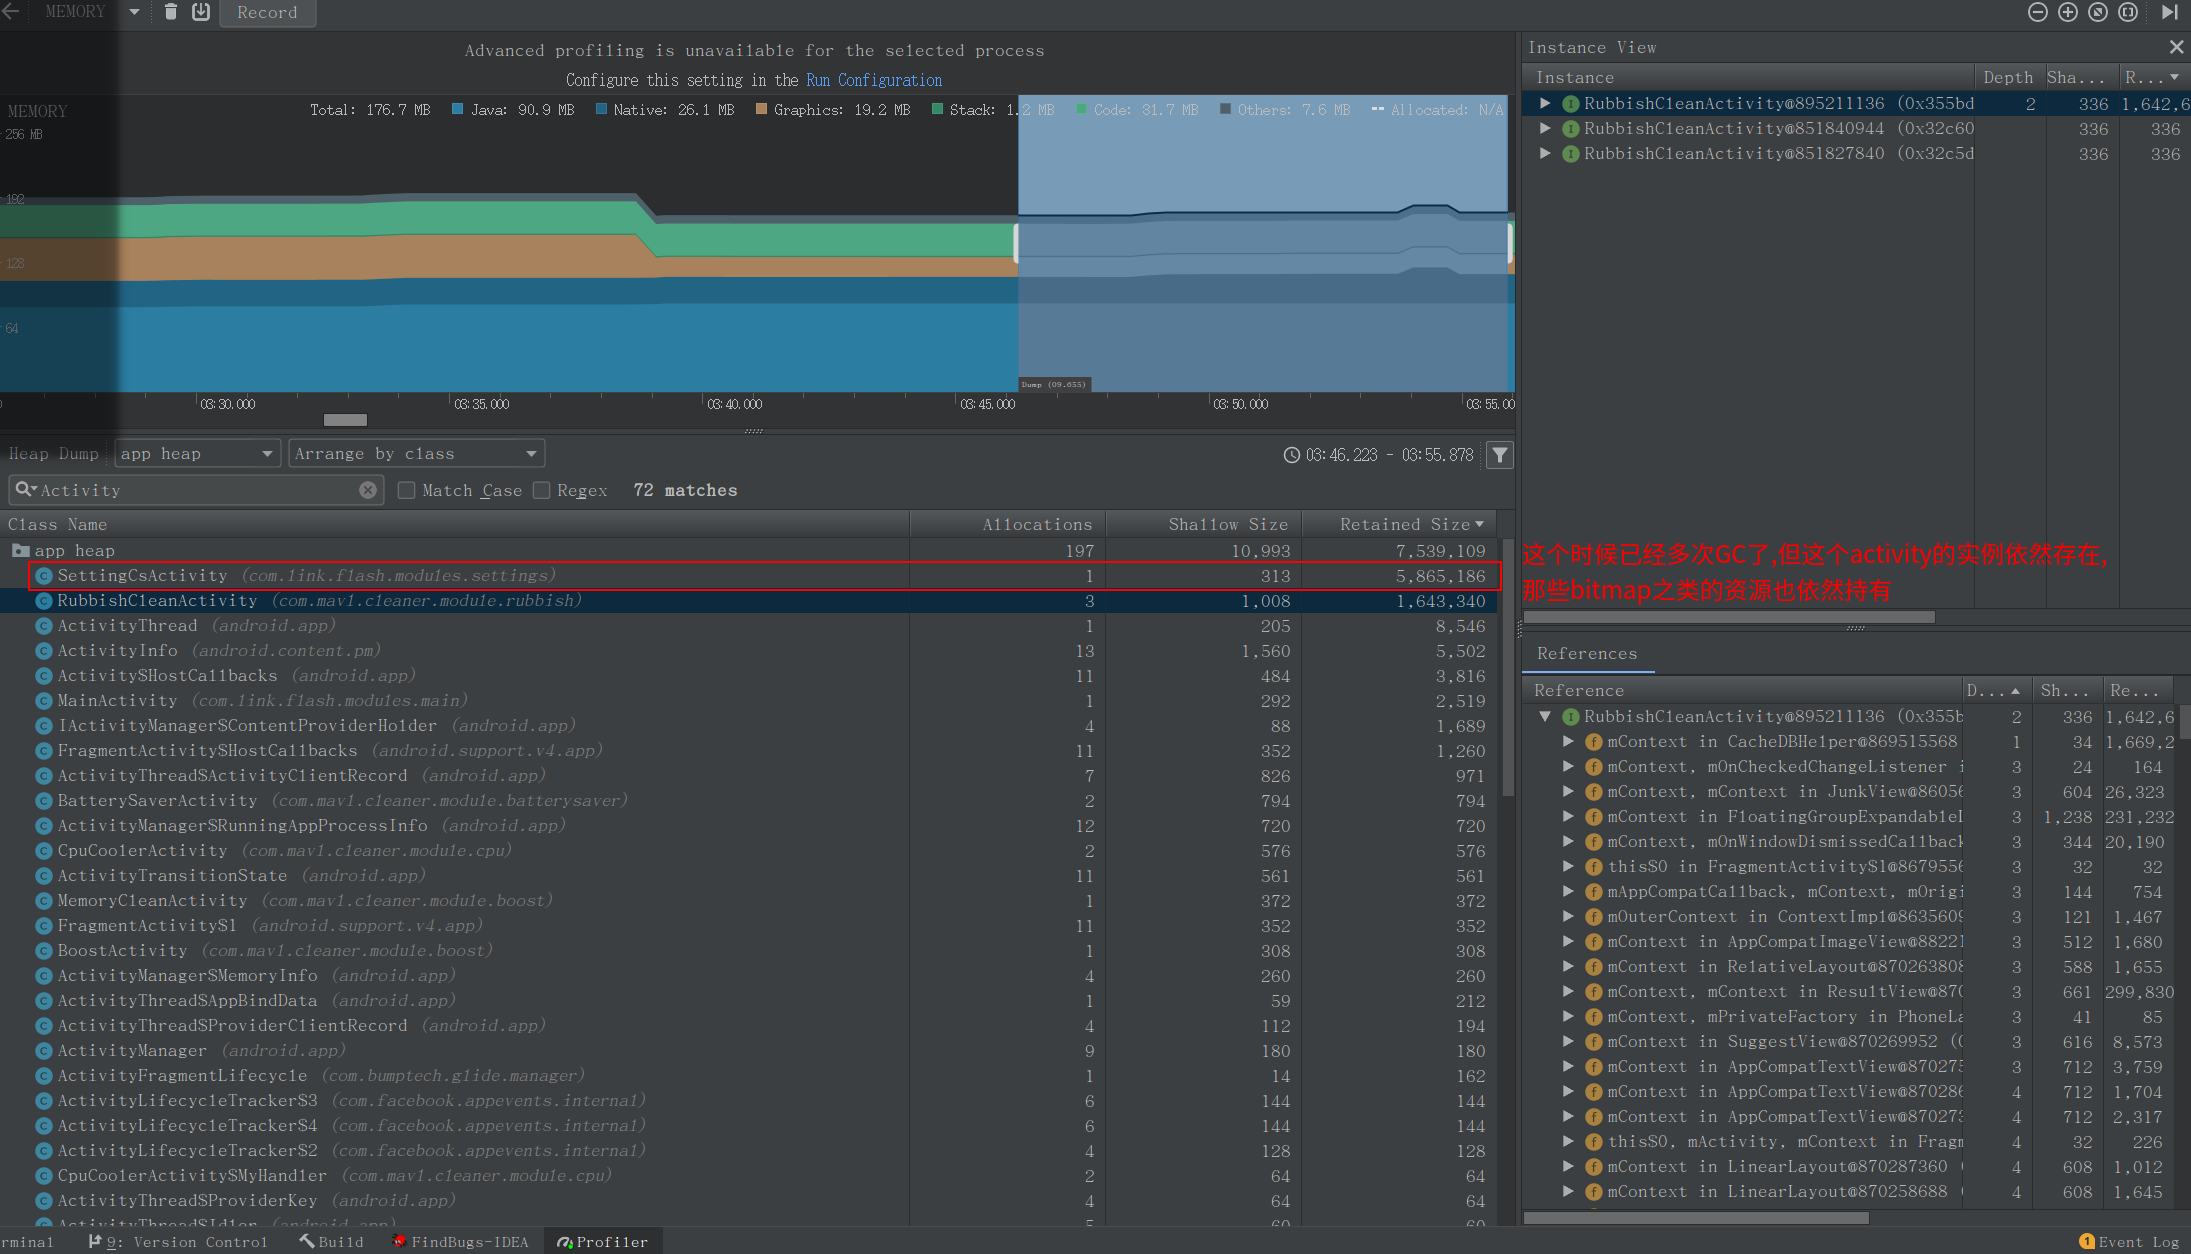 MEMORY
Record
Advanced profiling is unavailable for the selected process
Configure this setting in the Run Configuration
MEMORY
Total: 176.7 MB Java: 90.9 MB Native: 26.1 MB Graphics: 19.2 MB Stack: 1.2 MB Code: 31.7 MB Others: 7.6 MB Allocated: N/A
256 MB
192
128
64
Dump (09.655)
03:30.000 03:35.000 03:40.000 03:45.000 03:50.000 03:55.00
Heap Dump app heap Arrange by class 03:46.223 - 03:55.878
Activity Match Case Regex 72 matches
Class Name Allocations Shallow Size Retained Size
app heap 197 10,993 7,539,109
SettingCsActivity (com.link.flash.modules.settings) 1 313 5,865,186
RubbishCleanActivity (com.mavl.cleaner.module.rubbish) 3 1,008 1,643,340
ActivityThread (android.app) 1 205 8,546
ActivityInfo (android.content.pm) 13 1,560 5,502
Activity$HostCallbacks (android.app) 11 484 3,816
MainActivity (com.link.flash.modules.main) 1 292 2,519
IActivityManager$ContentProviderHolder (android.app) 4 88 1,689
FragmentActivity$HostCallbacks (android.support.v4.app) 11 352 1,260
ActivityThread$ActivityClientRecord (android.app) 7 826 971
BatterySaverActivity (com.mavl.cleaner.module.batterysaver) 2 794 794
ActivityManager$RunningAppProcessInfo (android.app) 12 720 720
CpuCoolerActivity (com.mavl.cleaner.module.cpu) 2 576 576
ActivityTransitionState (android.app) 11 561 561
MemoryCleanActivity (com.mavl.cleaner.module.boost) 1 372 372
FragmentActivity$1 (android.support.v4.app) 11 352 352
BoostActivity (com.mavl.cleaner.module.boost) 1 308 308
ActivityManager$MemoryInfo (android.app) 4 260 260
ActivityThread$AppBindData (android.app) 1 59 212
ActivityThread$ProviderClientRecord (android.app) 4 112 194
ActivityManager (android.app) 9 180 180
ActivityFragmentLifecycle (com.bumptech.glide.manager) 1 14 162
ActivityLifecycleTracker$3 (com.facebook.appevents.internal) 6 144 144
ActivityLifecycleTracker$4 (com.facebook.appevents.internal) 6 144 144
ActivityLifecycleTracker$2 (com.facebook.appevents.internal) 4 128 128
CpuCoolerActivity$MyHandler (com.mavl.cleaner.module.cpu) 2 64 64
ActivityThread$ProviderKey (android.app) 4 64 64
ActivityThread$Idler (android.app) 5 60 60
Instance View
Instance Depth Sha... R...
RubbishCleanActivity@895211136 (0x355bd 2 336 1,642,6
RubbishCleanActivity@851840944 (0x32c60 336 336
RubbishCleanActivity@851827840 (0x32c5d 336 336
这个时候已经多次GC了,但这个activity的实例依然存在,
那些bitmap之类的资源也依然持有
References
Reference D... Sh... Re...
RubbishCleanActivity@895211136 (0x355b 2 336 1,642,6
mContext in CacheDBHelper@869515568 1 34 1,669,2
mContext, mOnCheckedChangeListener i 3 24 164
mContext, mContext in JunkView@86056 3 604 26,323
mContext in FloatingGroupExpandableL 3 1,238 231,232
mContext, mOnWindowDismissedCallback 3 344 20,190
this$0 in FragmentActivity$1@8679556 3 32 32
mAppCompatCallback, mContext, mOrigi 3 144 754
mOuterContext in ContextImpl@8635609 3 121 1,467
mContext in AppCompatImageView@88221 3 512 1,680
mContext in RelativeLayout@870263808 3 588 1,655
mContext, mContext in ResultView@870 3 661 299,830
mContext, mPrivateFactory in PhoneLa 3 41 85
mContext in SuggestView@870269952 (0 3 616 8,573
mContext in AppCompatTextView@870275 3 712 3,759
mContext in AppCompatTextView@870286 4 712 1,704
mContext in AppCompatTextView@870273 4 712 2,317
this$0, mActivity, mContext in Fragm 4 32 226
mContext in LinearLayout@870287360 ( 4 608 1,012
mContext in LinearLayout@870258688 ( 4 608 1,645
rminal 9: Version Control Build FindBugs-IDEA Profiler 1 Event Log